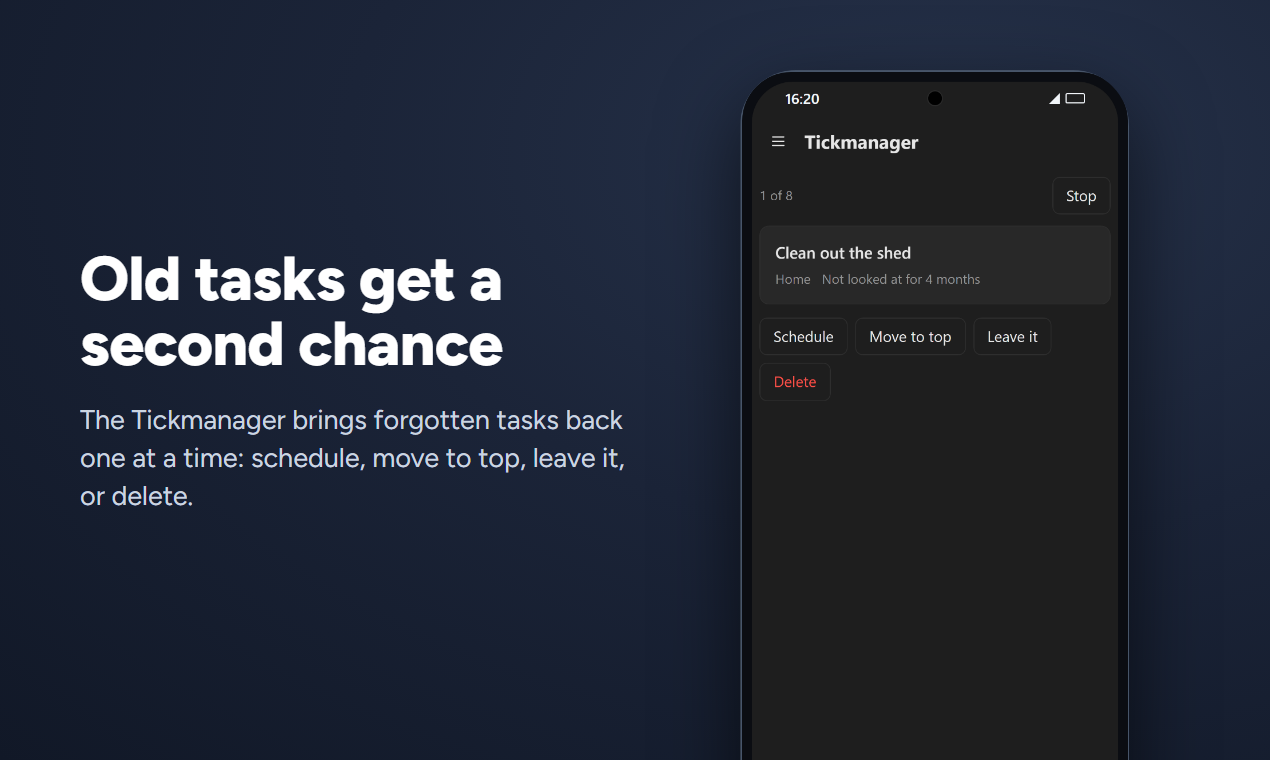 Old tasks get a
second chance
The Tickmanager brings forgotten tasks back
one at a time: schedule, move to top, leave it,
or delete.
16:20
Tickmanager
1 of 8
Stop
Clean out the shed
Home Not looked at for 4 months
Schedule
Move to top
Leave it
Delete